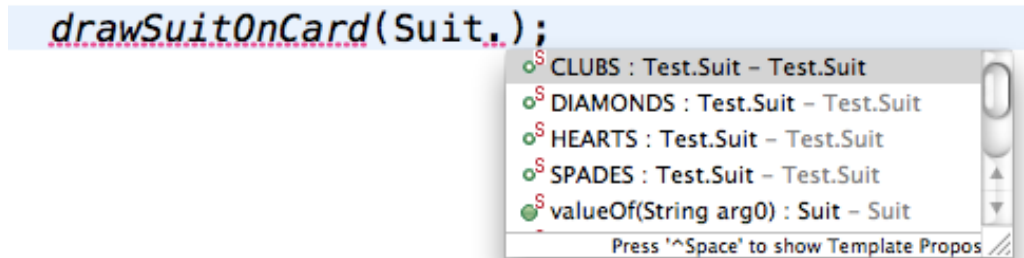 drawSuitOnCard(Suit.);
S CLUBS : Test.Suit – Test.Suit
S DIAMONDS : Test.Suit – Test.Suit
S HEARTS : Test.Suit – Test.Suit
S SPADES : Test.Suit – Test.Suit
S valueOf(String arg0) : Suit – Suit
Press '^Space' to show Template Propos